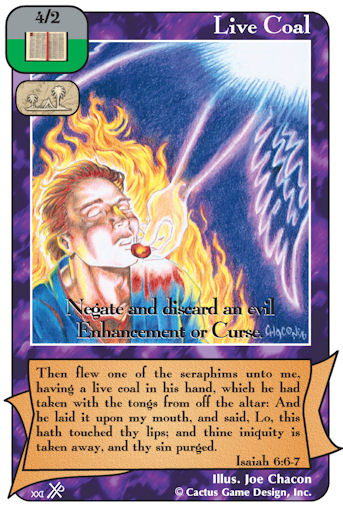 4/2
Live Coal
Negate and discard an evil
Enhancement or Curse.
CHACON 96
Then flew one of the seraphims unto me,
having a live coal in his hand, which he had
taken with the tongs from off the altar: And
he laid it upon my mouth, and said, Lo, this
hath touched thy lips; and thine iniquity is
taken away, and thy sin purged.
Isaiah 6:6-7
Illus. Joe Chacon
XXI
© Cactus Game Design, Inc.